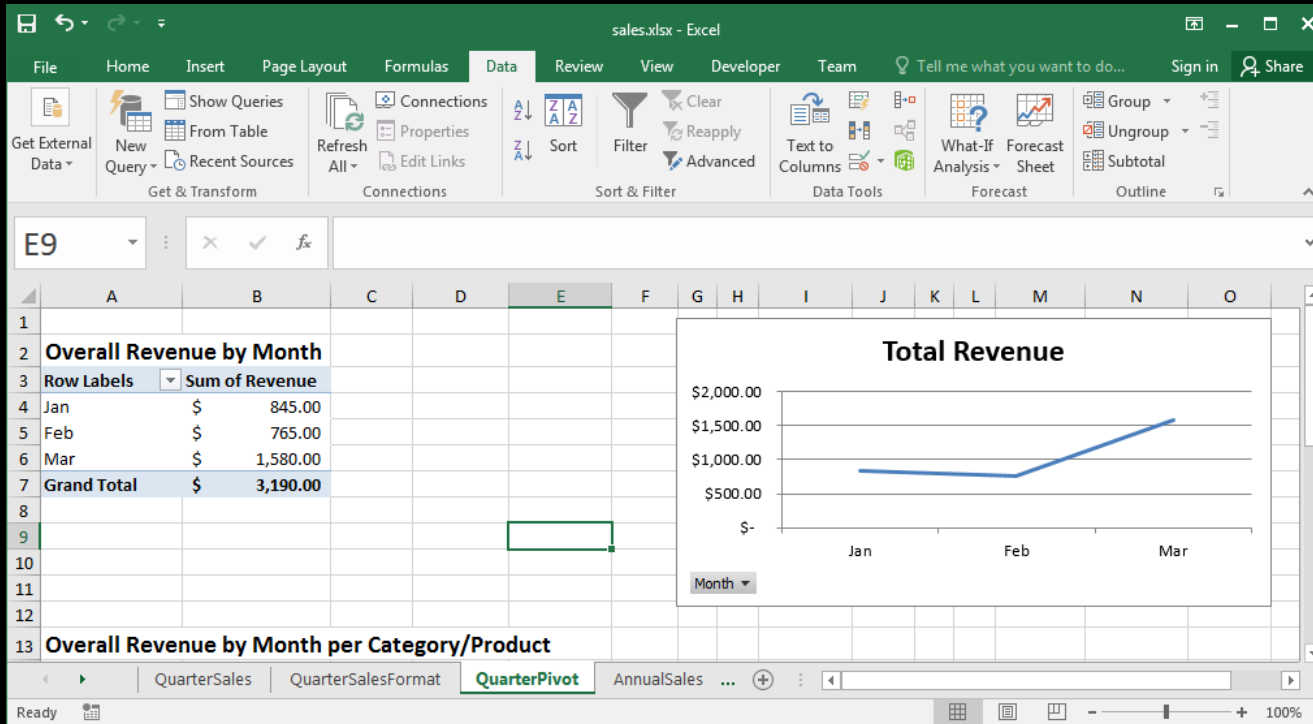 sales.xlsx - Excel
File Home Insert Page Layout Formulas Data Review View Developer Team Tell me what you want to do... Sign in Share
Get External Data
New Query
Show Queries
From Table
Recent Sources
Get & Transform
Refresh All
Connections
Properties
Edit Links
Connections
Sort
Filter
Clear
Reapply
Advanced
Sort & Filter
Text to Columns
Data Tools
What-If Analysis
Forecast Sheet
Forecast
Group
Ungroup
Subtotal
Outline
E9 fx
A B C D E F G H I J K L M N O
1
2 Overall Revenue by Month
3 Row Labels Sum of Revenue
4 Jan $ 845.00
5 Feb $ 765.00
6 Mar $ 1,580.00
7 Grand Total $ 3,190.00
8
9
10
11
12
13 Overall Revenue by Month per Category/Product
Total Revenue
$2,000.00
$1,500.00
$1,000.00
$500.00
$-
Jan Feb Mar
Month
QuarterSales QuarterSalesFormat QuarterPivot AnnualSales ...
Ready 100%